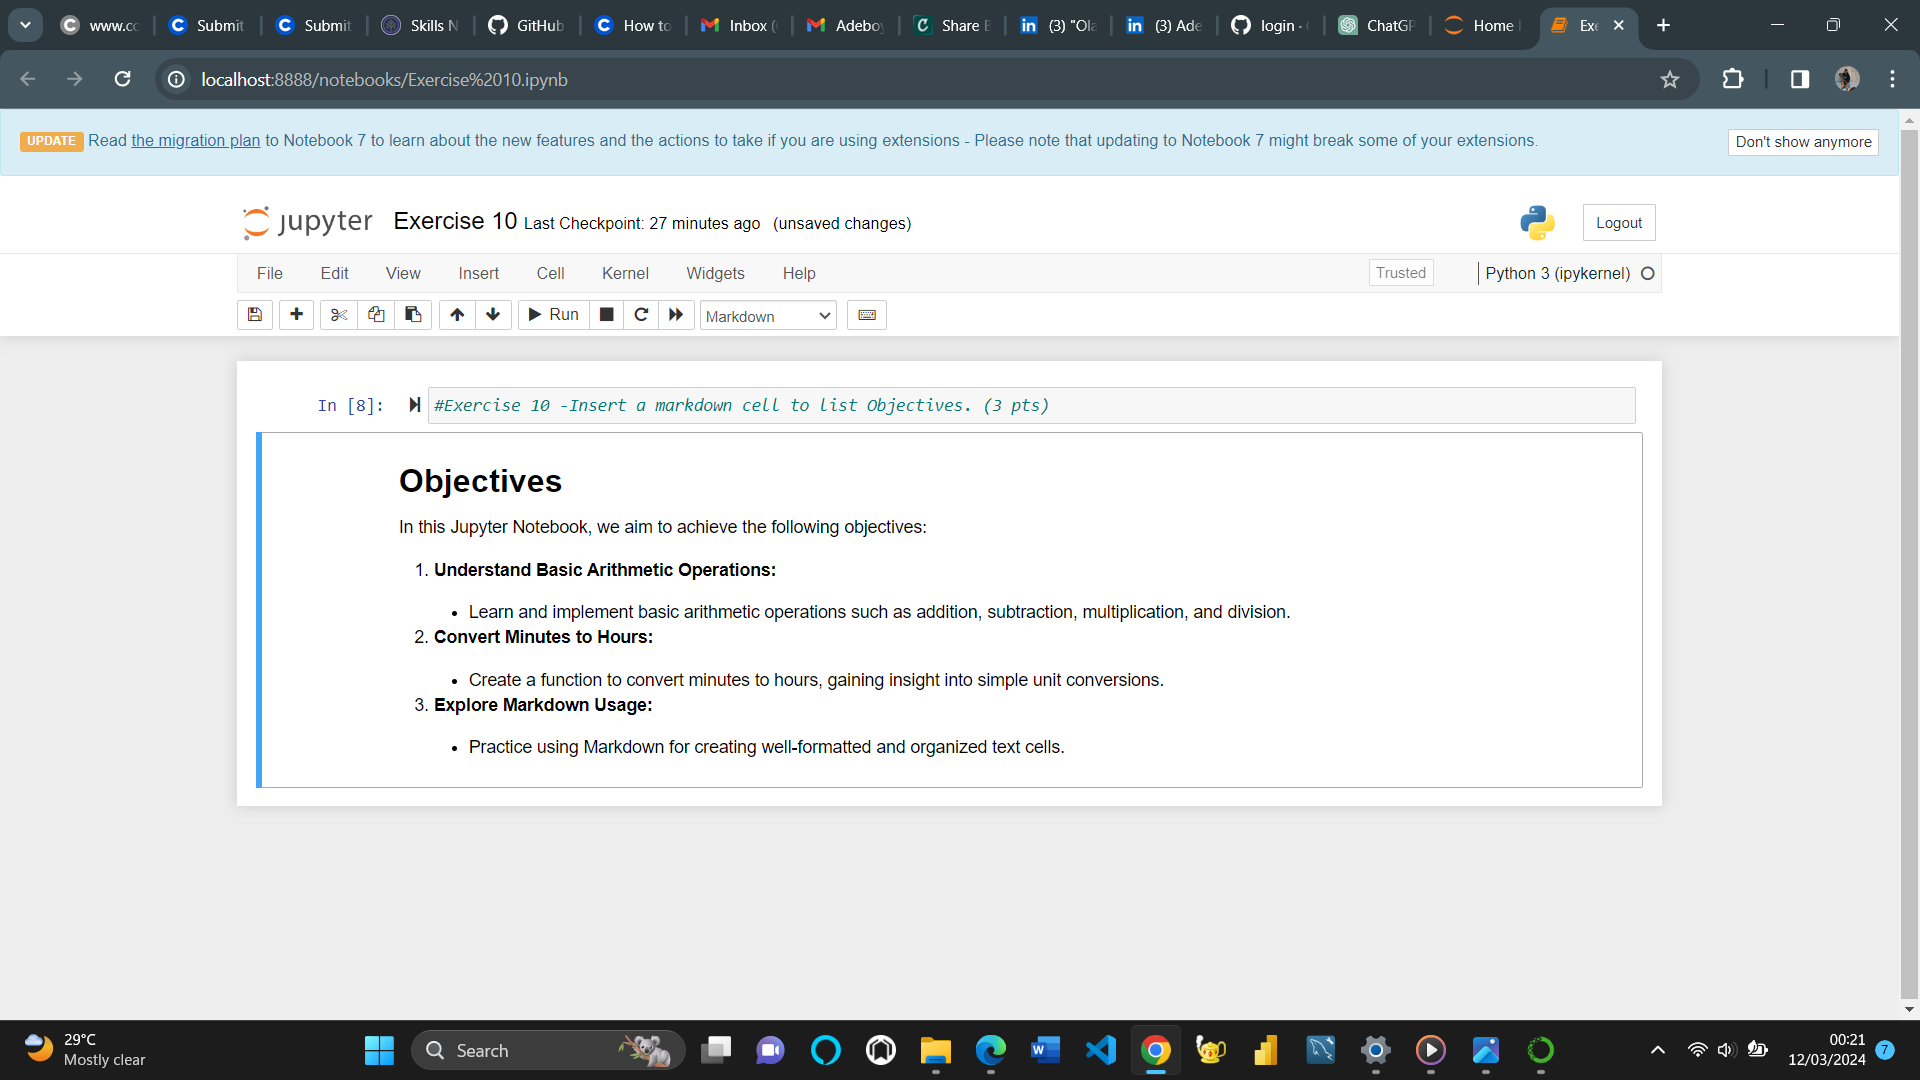 www.cc Submit Submit Skills N GitHub How to Inbox ( Adeboy Share E (3) "Ola (3) Ade login · ChatGP Home Exe
localhost:8888/notebooks/Exercise%2010.ipynb
UPDATE Read the migration plan to Notebook 7 to learn about the new features and the actions to take if you are using extensions - Please note that updating to Notebook 7 might break some of your extensions. Don't show anymore
jupyter Exercise 10 Last Checkpoint: 27 minutes ago (unsaved changes) Logout
File Edit View Insert Cell Kernel Widgets Help Trusted Python 3 (ipykernel)
Run Markdown
In [8]: #Exercise 10 -Insert a markdown cell to list Objectives. (3 pts)
Objectives
In this Jupyter Notebook, we aim to achieve the following objectives:
1. Understand Basic Arithmetic Operations:
• Learn and implement basic arithmetic operations such as addition, subtraction, multiplication, and division.
2. Convert Minutes to Hours:
• Create a function to convert minutes to hours, gaining insight into simple unit conversions.
3. Explore Markdown Usage:
• Practice using Markdown for creating well-formatted and organized text cells.
29°C
Mostly clear
Search
00:21
12/03/2024
7